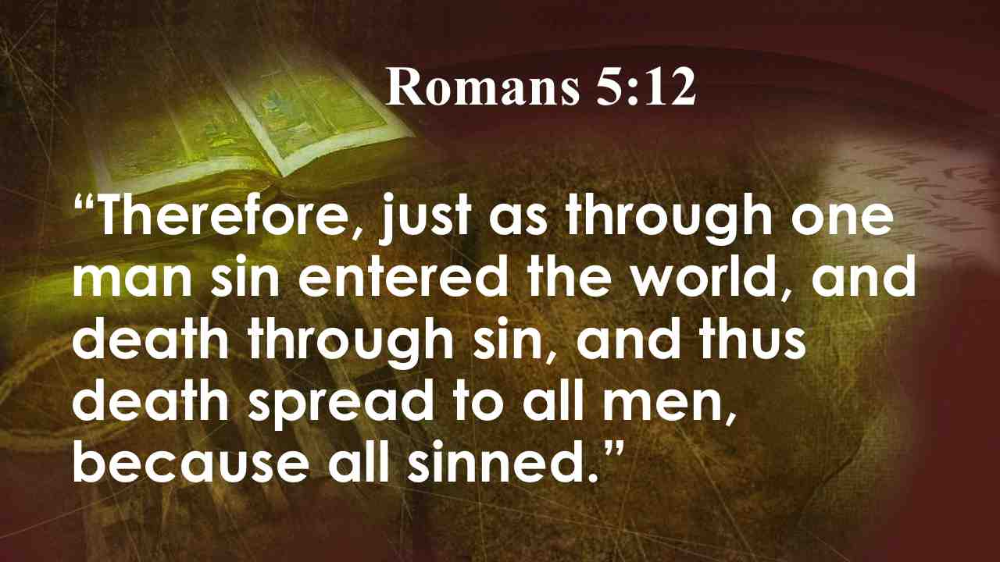 Romans 5:12
“Therefore, just as through one
man sin entered the world, and
death through sin, and thus
death spread to all men,
because all sinned.”